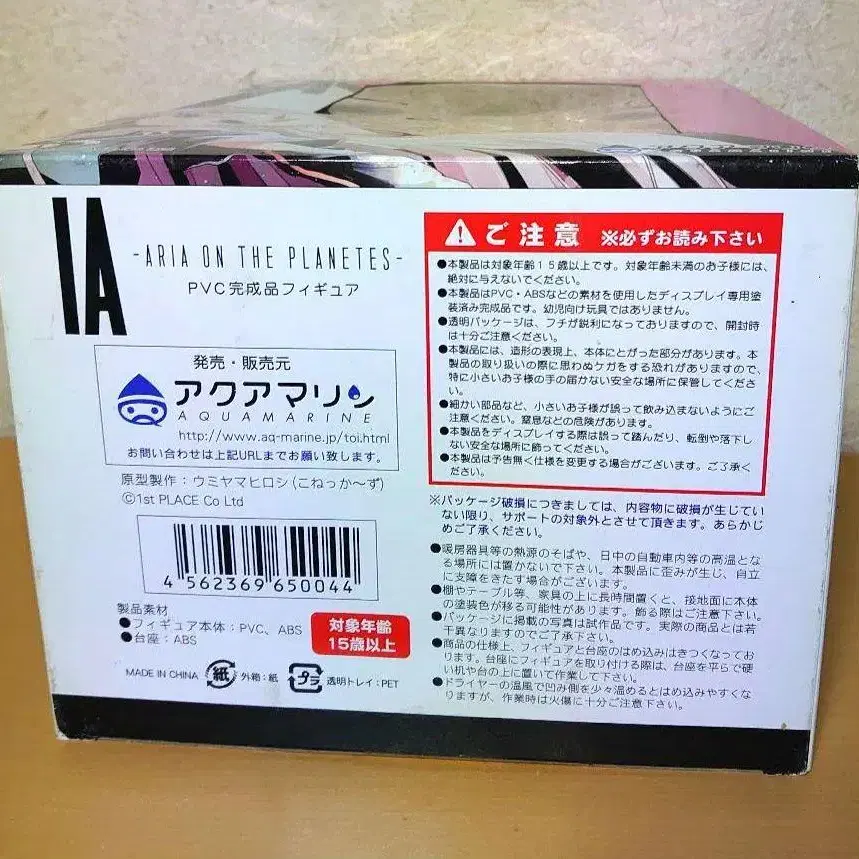 IA
-ARIA ON THE PLANETES-
PVC完成品フィギュア
発売・販売元
アクアマリン
AQUAMARINE
http://www.aq-marine.jp/toi.html
お問い合わせは上記URLまでお願い致します。
原型製作：ウミヤマヒロシ(こねっか〜ず)
©1st PLACE Co Ltd
4 562369 650044
製品素材
●フィギュア本体：PVC、ABS
●台座：ABS
対象年齢
15歳以上
MADE IN CHINA
紙
外箱：紙
プラ
透明トレイ：PET
ご注意 ※必ずお読み下さい
●本製品は対象年齢15歳以上です。対象年齢未満のお子様には、
絶対に与えないでください。
●本製品はPVC・ABSなどの素材を使用したディスプレイ専用塗
装済み完成品です。幼児向け玩具ではありません。
●透明パッケージは、フチが鋭利になっておりますので、開封時
は十分ご注意ください。
●本製品には、造形の表現上、本体にとがった部分があります。本
製品の取り扱いの際に思わぬケガをする恐れがありますので、
特に小さいお子様の手の届かない安全な場所に保管してくださ
い。
●細かい部品など、小さいお子様が誤って飲み込まないようにご
注意ください。窒息などの危険があります。
●本製品をディスプレイする際は誤って踏んだり、転倒や落下し
ない安全な場所に飾ってください。
●本製品は予告無く仕様を変更する場合がございます。ご了承く
ださい。
※パッケージ破損につきましては、内容物に破損が生じてい
ない限り、サポートの対象外とさせて頂きます。あらかじ
めご了承ください。
●暖房器具等の熱源のそばや、日中の自動車内等の高温とな
る場所には置かないで下さい。本製品に歪みが生じ、自立
に支障をきたす場合がございます。
●棚やテーブル等、家具の上に長時間置くと、接地面に本体
の塗装色が移る可能性があります。飾る際はご注意下さい。
●パッケージに掲載の写真は試作品です。実際の商品とは若
干異なりますのでご了承下さい。
●商品の仕様上、フィギュアと台座のはめ込みはきつくなってお
ります。台座にフィギュアを取り付ける際は、台座を平らで硬
い机や台の上に置いて作業して下さい。
●ドライヤーの温風で凹み側を少々温めるとはめ込みやすくな
りますが、作業時は火傷に十分ご注意下さい。